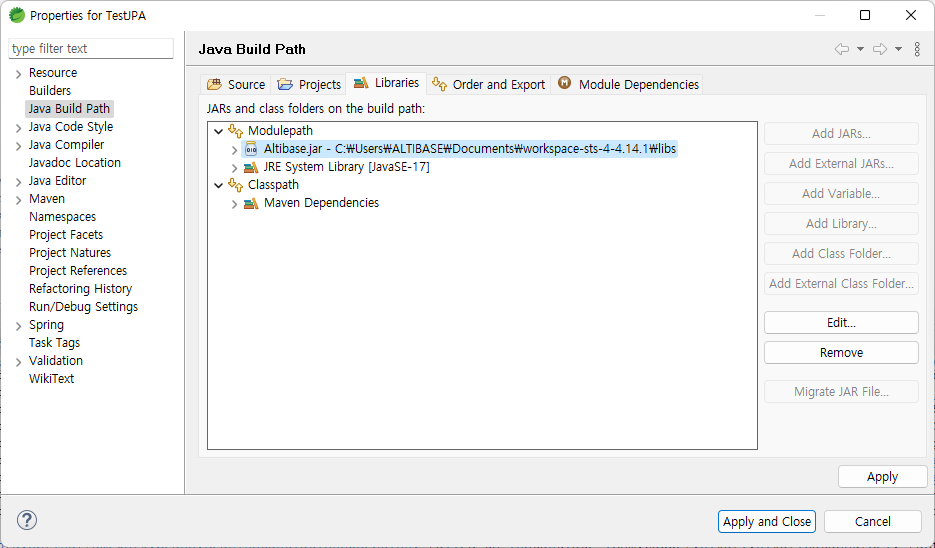 Properties for TestJPA
type filter text
Resource
Builders
Java Build Path
Java Code Style
Java Compiler
Javadoc Location
Java Editor
Maven
Namespaces
Project Facets
Project Natures
Project References
Refactoring History
Run/Debug Settings
Spring
Task Tags
Validation
WikiText
Java Build Path
Source
Projects
Libraries
Order and Export
Module Dependencies
JARs and class folders on the build path:
Modulepath
Altibase.jar - C:₩Users₩ALTIBASE₩Documents₩workspace-sts-4-4.14.1₩libs
JRE System Library [JavaSE-17]
Classpath
Maven Dependencies
Add JARs...
Add External JARs...
Add Variable...
Add Library...
Add Class Folder...
Add External Class Folder...
Edit...
Remove
Migrate JAR File...
Apply
Apply and Close
Cancel